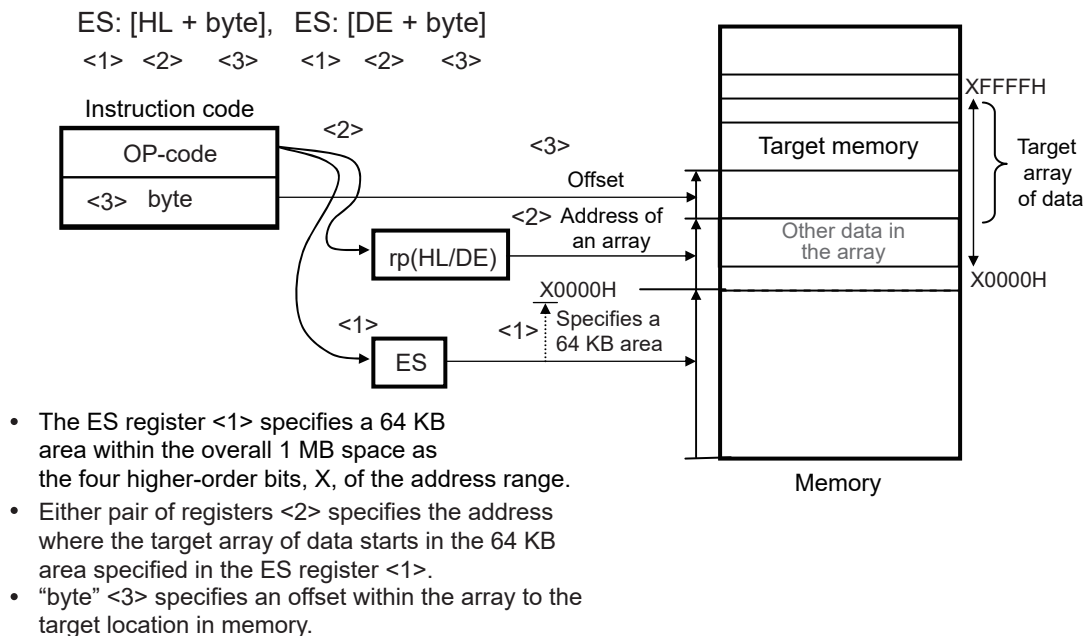 ES: [HL + byte], ES: [DE + byte]
<1> <2> <3> <1> <2> <3>
Instruction code
OP-code
<3> byte
<2>
<3>
Offset
<2> Address of
an array
rp(HL/DE)
X0000H
<1>
<1>
Specifies a
64 KB area
ES
XFFFFH
Target memory
Target
array
of data
Other data in
the array
X0000H
Memory
• The ES register <1> specifies a 64 KB
area within the overall 1 MB space as
the four higher-order bits, X, of the address range.
• Either pair of registers <2> specifies the address
where the target array of data starts in the 64 KB
area specified in the ES register <1>.
• “byte” <3> specifies an offset within the array to the
target location in memory.